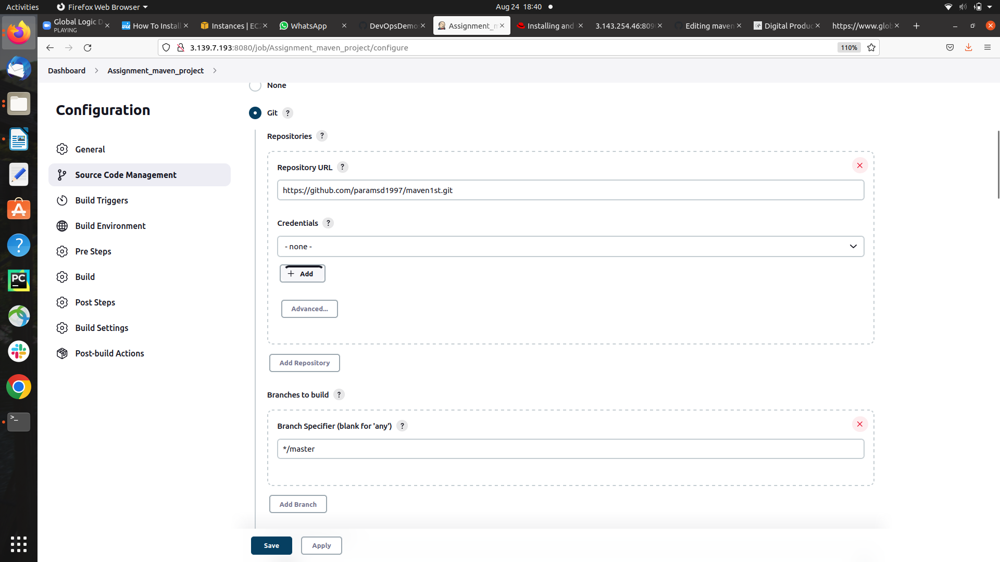 Activities
Firefox Web Browser
Aug 24 18:40
Global Logic D
PLAYING
How To Install
Instances | EC2
WhatsApp
DevOpsDemo
Assignment_m
Installing and
3.143.254.46:809
Editing maven
Digital Produc
https://www.glob
3.139.7.193:8080/job/Assignment_maven_project/configure
110%
Dashboard
Assignment_maven_project
Configuration
General
Source Code Management
Build Triggers
Build Environment
Pre Steps
Build
Post Steps
Build Settings
Post-build Actions
None
Git ?
Repositories ?
Repository URL ?
https://github.com/paramsd1997/maven1st.git
Credentials ?
- none -
+ Add
Advanced...
Add Repository
Branches to build ?
Branch Specifier (blank for 'any') ?
*/master
Add Branch
Save
Apply
PC